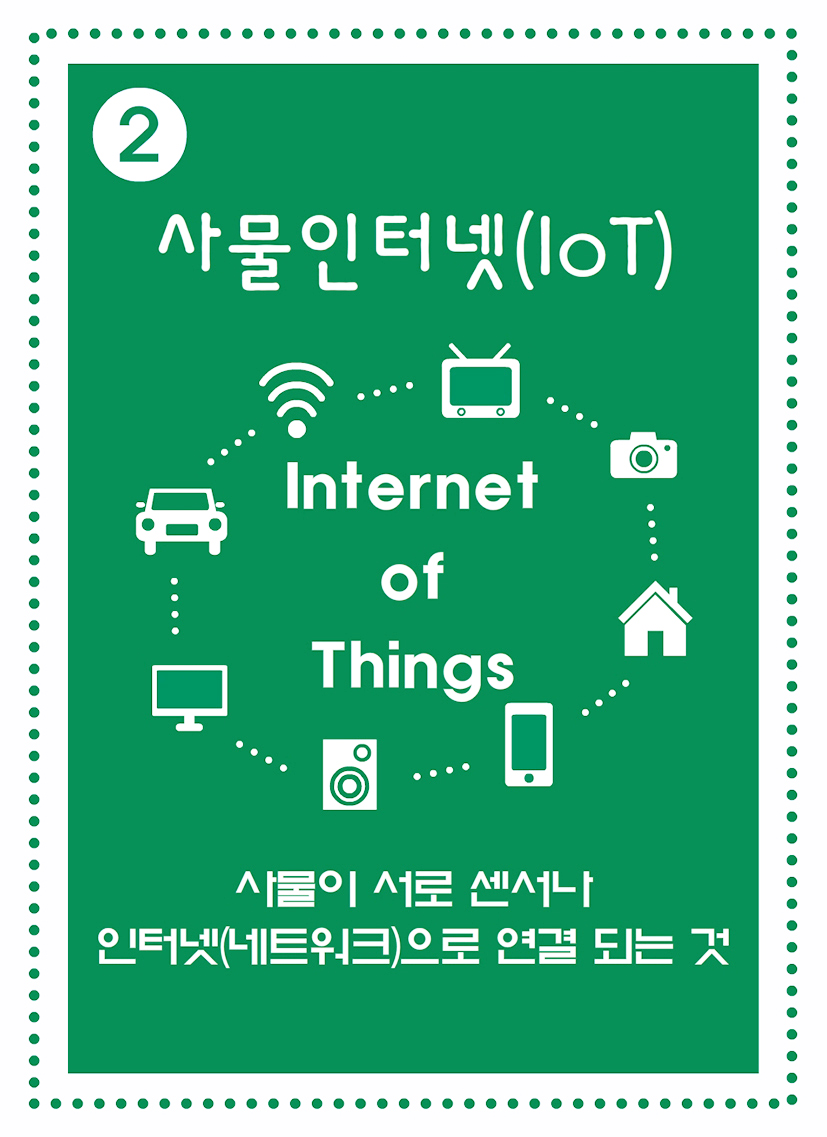 2
사물인터넷(IoT)
Internet
of
Things
사물이 서로 센서나
인터넷(네트워크)으로 연결 되는 것